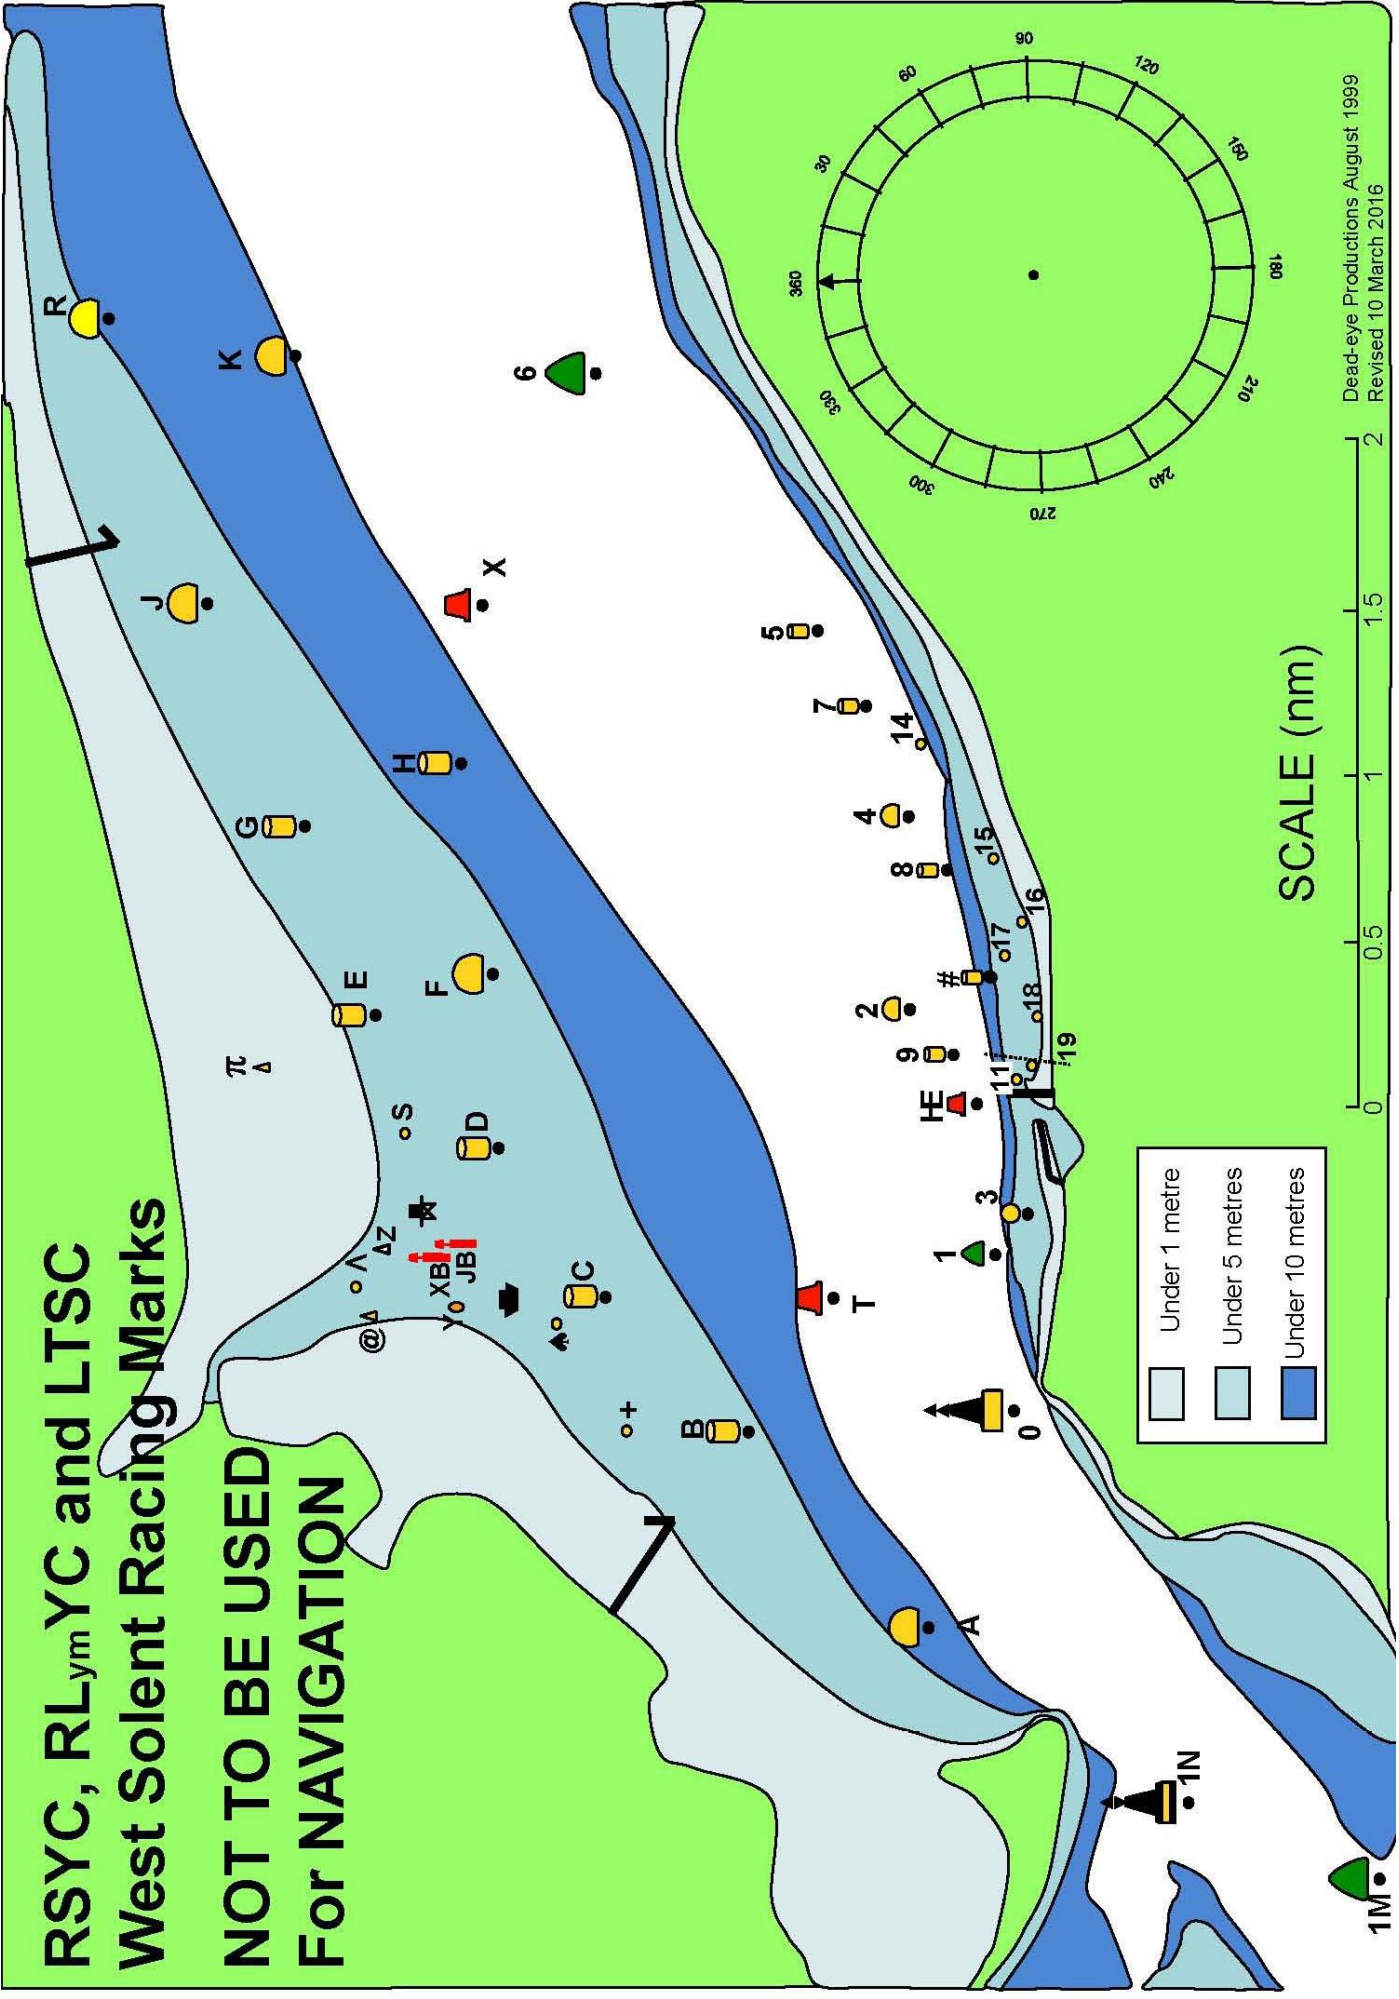 RSYC, RLymYC and LTSC
West Solent Racing Marks
NOT TO BE USED
For NAVIGATION
R
K
J
6
X
H
G
5
7
14
E
F
4
8
15
π
S
D
16
17
#
2
18
9
19
11
HE
Λ
Z
@
XB
JB
Y
C
3
1
♠
T
+
B
0
A
1N
1M
360
30
60
90
120
150
180
210
240
270
300
330
SCALE (nm)
0 0.5 1 1.5 2
Under 1 metre
Under 5 metres
Under 10 metres
Dead-eye Productions August 1999
Revised 10 March 2016